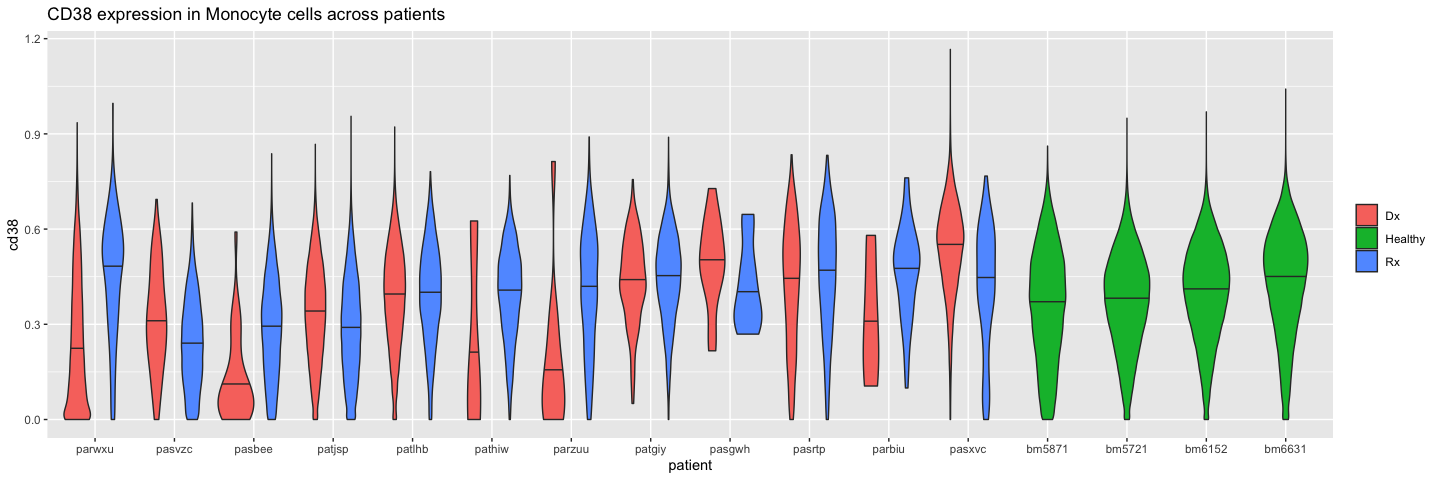 CD38 expression in Monocyte cells across patients
cd38
1.2
0.9
0.6
0.3
0.0
parwxu pasvzc pasbee patjsp patlhb pathiw parzuu patgiy pasgwh pasrtp parbiu pasxvc bm5871 bm5721 bm6152 bm6631
patient
Dx
Healthy
Rx